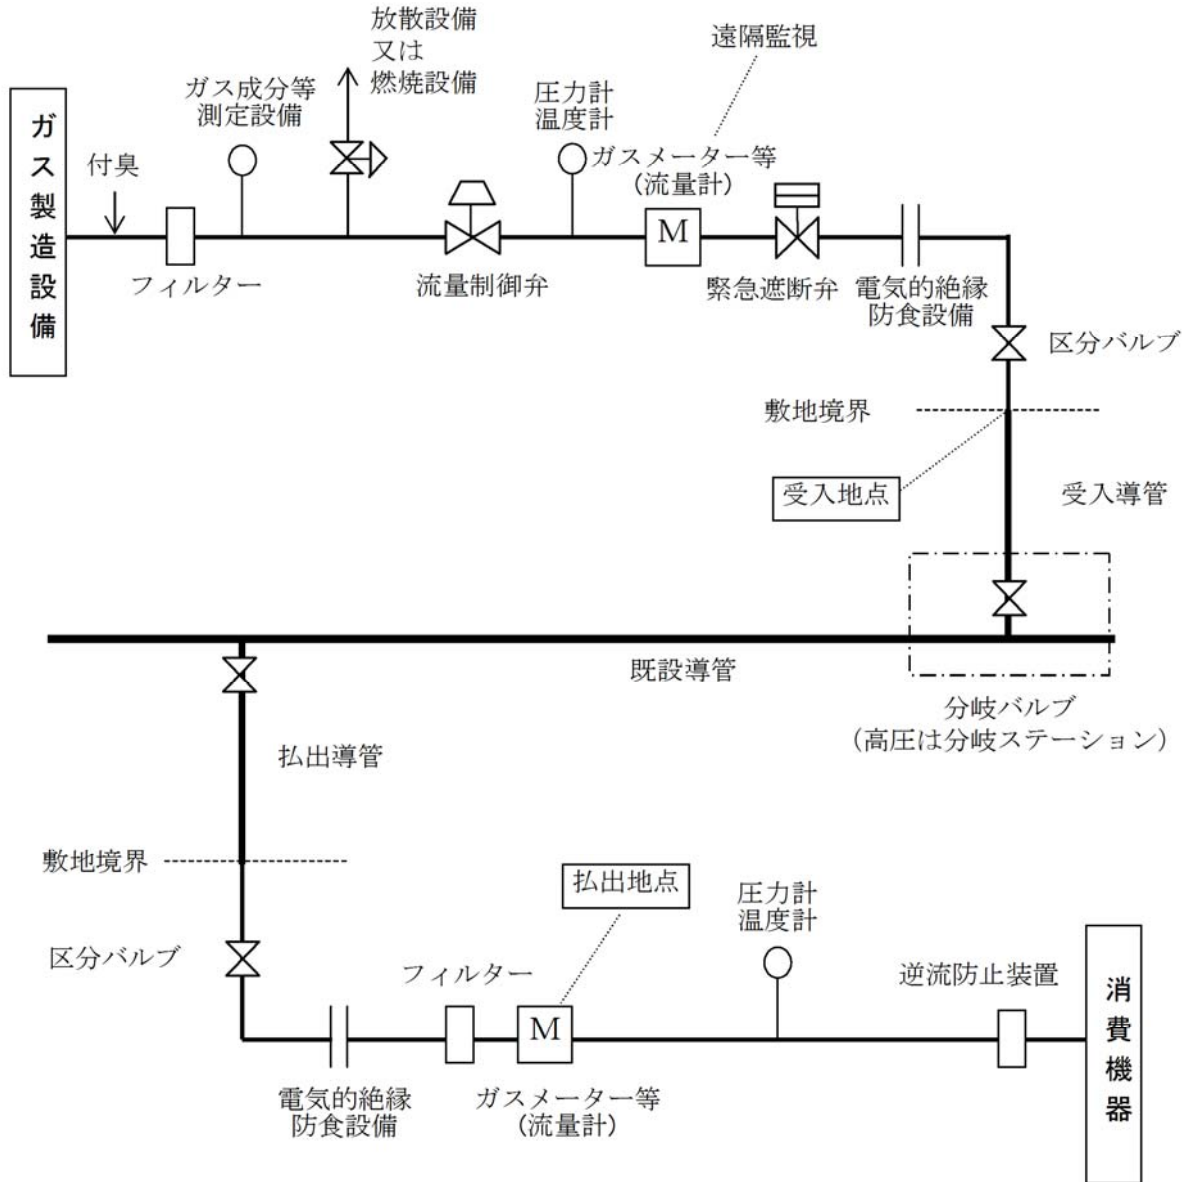 放散設備
又は
燃焼設備
遠隔監視
ガス成分等
測定設備
圧力計
温度計
ガス製造設備
付臭
ガスメーター等
(流量計)
M
フィルター
流量制御弁
緊急遮断弁
電気的絶縁
防食設備
区分バルブ
敷地境界
受入地点
受入導管
既設導管
分岐バルブ
(高圧は分岐ステーション)
払出導管
敷地境界
払出地点
圧力計
温度計
区分バルブ
フィルター
逆流防止装置
消費機器
M
電気的絶縁
防食設備
ガスメーター等
(流量計)